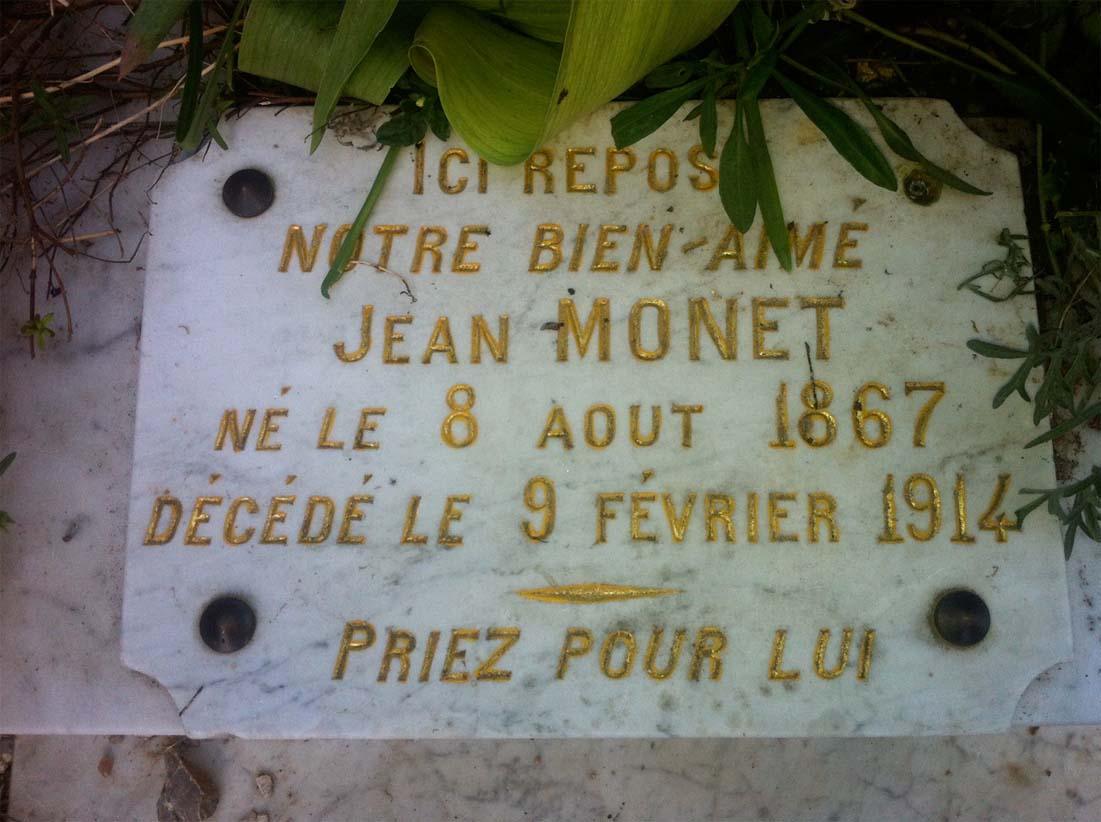 ICI REPOS
NOTRE BIEN-AIMÉ
JEAN MONET
NÉ LE 8 AOUT 1867
DÉCÉDÉ LE 9 FÉVRIER 1914
PRIEZ POUR LUI